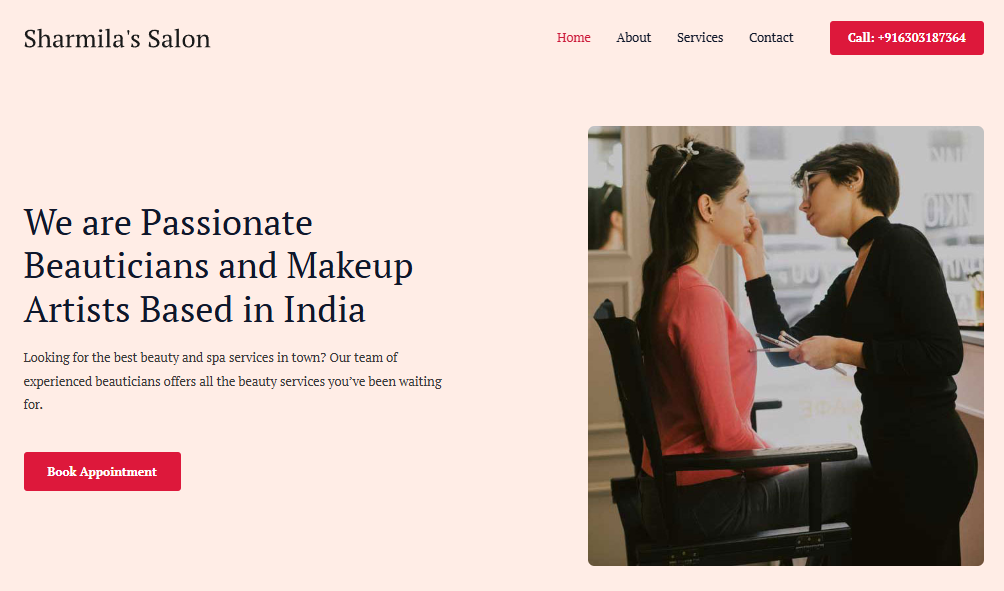 Sharmila's Salon
Home About Services Contact Call: +916303187364
We are Passionate
Beauticians and Makeup
Artists Based in India
Looking for the best beauty and spa services in town? Our team of
experienced beauticians offers all the beauty services you’ve been waiting
for.
Book Appointment